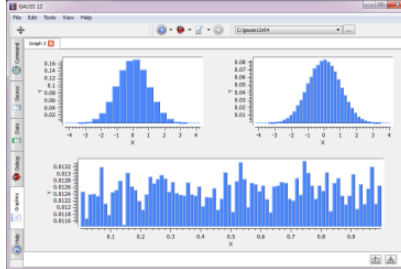 GAUSS 12
File Edit Tools View Help
C:\gauss12x64
Graph 1
Command
Source
Data
Debug
Graphics
Help
0.16
0.14
0.12
0.10
0.08
0.06
0.04
0.02
Y
-4 -3 -2 -1 0 1 2 3 4
X
0.08
0.07
0.06
0.05
0.04
0.03
0.02
0.01
Y
-4 -3 -2 -1 0 1 2 3 4
X
0.0132
0.013
0.0128
0.0126
0.0124
0.0122
0.012
0.0118
0.0116
Y
0.1 0.2 0.3 0.4 0.5 0.6 0.7 0.8 0.9
X